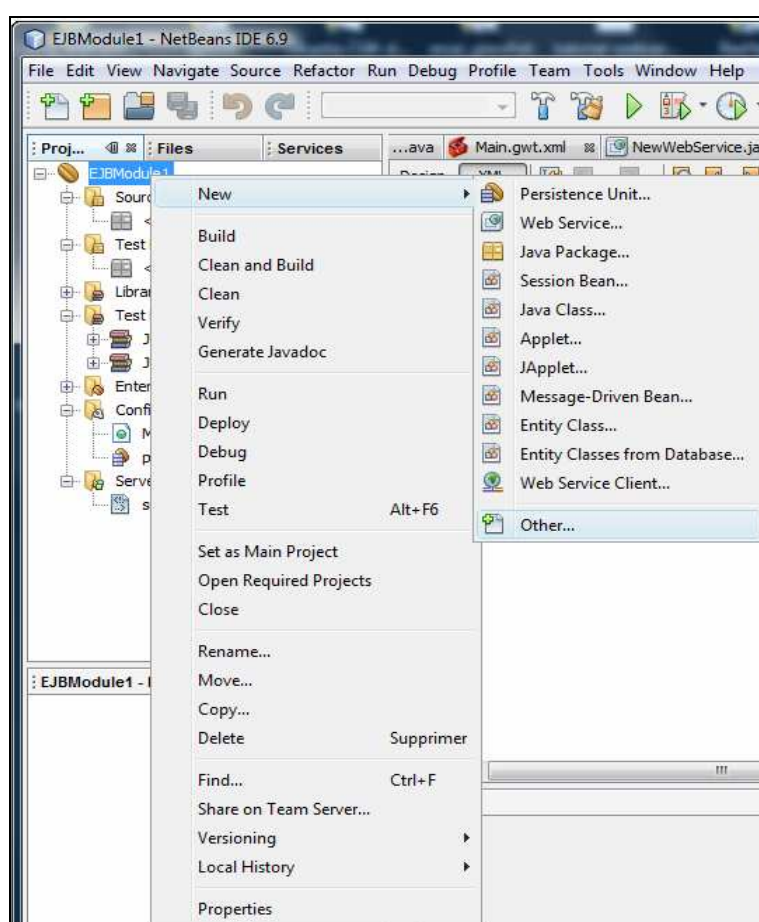 EJBModule1 - NetBeans IDE 6.9
File Edit View Navigate Source Refactor Run Debug Profile Team Tools Window Help
Proj... Files Services ...ava Main.gwt.xml NewWebService.ja
EJBModule1
Sourc
<
Test
<
Librar
Test
J
J
Enter
Confi
M
p
Serve
s
New
Build
Clean and Build
Clean
Verify
Generate Javadoc
Run
Deploy
Debug
Profile
Test Alt+F6
Set as Main Project
Open Required Projects
Close
Rename...
Move...
Copy...
Delete Supprimer
Find... Ctrl+F
Share on Team Server...
Versioning
Local History
Properties
Persistence Unit...
Web Service...
Java Package...
Session Bean...
Java Class...
Applet...
JApplet...
Message-Driven Bean...
Entity Class...
Entity Classes from Database...
Web Service Client...
Other...
EJBModule1 -